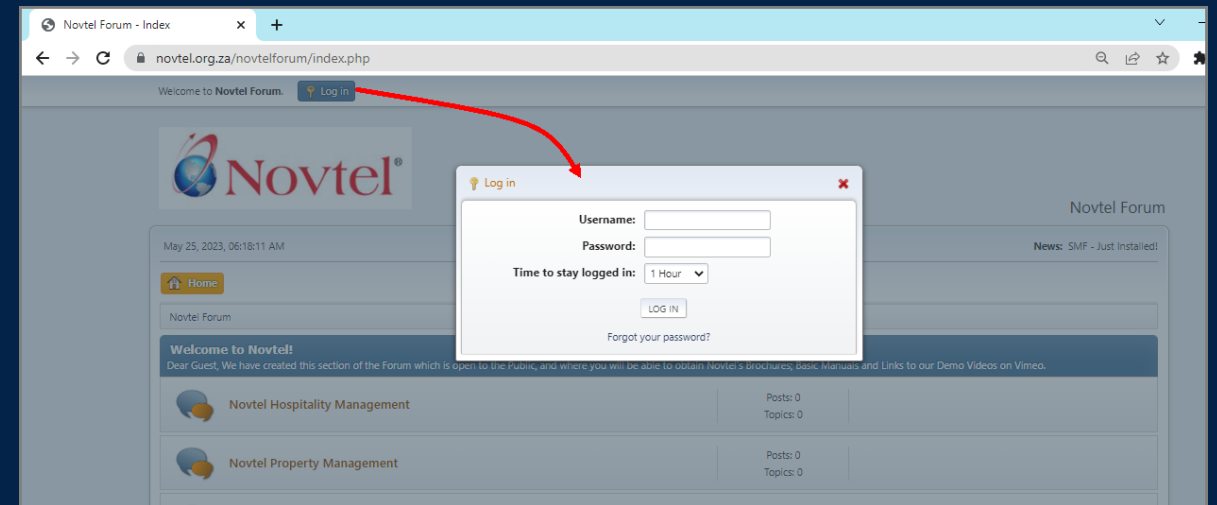 Novtel Forum - Index
novtel.org.za/novtelforum/index.php
Welcome to Novtel Forum. Log in
Novtel®
Log in
Username:
Password:
Time to stay logged in: 1 Hour
LOG IN
Forgot your password?
Novtel Forum
May 25, 2023, 06:18:11 AM
News: SMF - Just Installed!
Home
Novtel Forum
Welcome to Novtel!
Dear Guest, We have created this section of the Forum which is open to the Public, and where you will be able to obtain Novtel's Brochures; Basic Manuals and Links to our Demo Videos on Vimeo.
Novtel Hospitality Management
Posts: 0
Topics: 0
Novtel Property Management
Posts: 0
Topics: 0